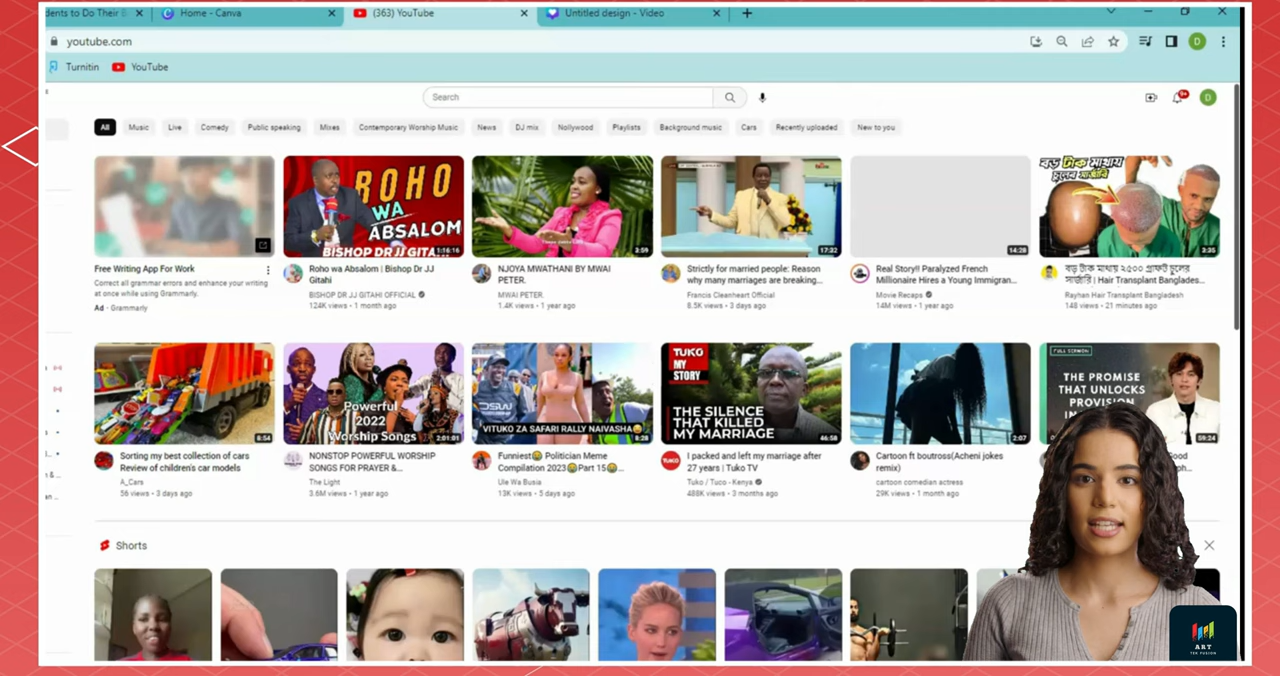 dents to Do Their B
Home - Canva
(363) YouTube
Untitled design - Video
youtube.com
D
Turnitin
YouTube
Search
9+
D
All
Music
Live
Comedy
Public speaking
Mixes
Contemporary Worship Music
News
DJ mix
Nollywood
Playlists
Background music
Cars
Recently uploaded
New to you
ROHO
WA
ABSALOM
BISHOP DR JJ GITAHI
1:16:16
3:59
17:32
14:28
বড় টাক মাথায়
চুলের সার্জারি
3:35
Free Writing App For Work
Correct all grammar errors and enhance your writing
at once using Grammarly.
Ad · Grammarly
Roho wa Absalom | Bishop Dr JJ
Gitahi
BISHOP DR JJ GITAHI OFFICIAL
124K views · 1 month ago
NJOYA MWATHANI BY MWAI
PETER.
MWAI PETER.
1.4K views · 1 year ago
Strictly for married people: Reason
why many marriages are breaking...
Francis Cleanheart Official
8.5K views · 3 days ago
Real Story!! Paralyzed French
Millionaire Hires a Young Immigran...
Movie Recaps
14M views · 1 year ago
বড় টাক মাথায় ২৫০০ গ্রাফট চুলের
সার্জারি | Hair Transplant Banglades...
Rayhan Hair Transplant Bangladesh
148 views · 21 minutes ago
8:54
Powerful
2022
Worship Songs
2:01:01
VITUKO ZA SAFARI RALLY NAIVASHA
8:28
TUKO
MY
STORY
THE SILENCE
THAT KILLED
MY MARRIAGE
46:58
2:07
FULL SERMON
THE PROMISE
THAT UNLOCKS
PROVISION
59:24
Sorting my best collection of cars
Review of children's car models
A_Cars
56 views · 3 days ago
NONSTOP POWERFUL WORSHIP
SONGS FOR PRAYER &...
The Light
3.6M views · 1 year ago
Funniest😂 Politician Meme
Compilation 2023😂Part 15😂...
Ule Wa Busia
13K views · 5 days ago
I packed and left my marriage after
27 years | Tuko TV
Tuko / Tuco - Kenya
488K views · 3 months ago
Cartoon ft boutross(Acheni jokes
remix)
cartoon comedian actress
29K views · 1 month ago
Good
Shorts
ART
TEK FUSION